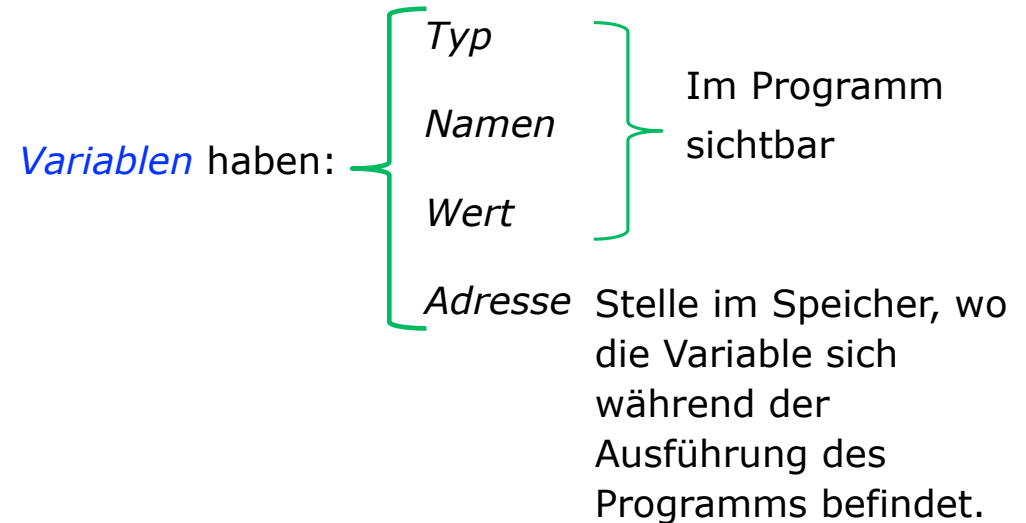 Typ
Namen
Variablen haben:
Wert
Im Programm
sichtbar
Adresse
Stelle im Speicher, wo
die Variable sich
während der
Ausführung des
Programms befindet.